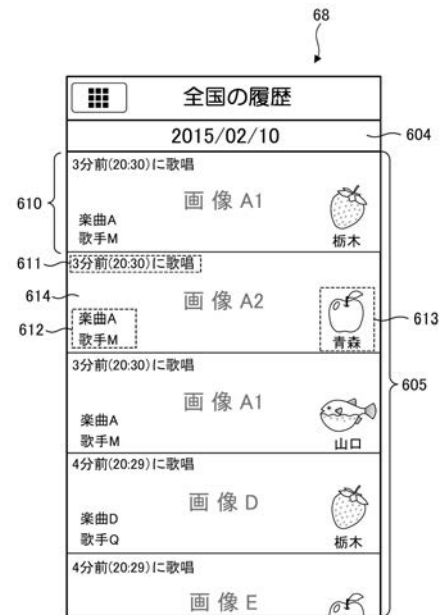 68
全国の履歴
2015/02/10
604
3分前(20:30)に歌唱
画像 A1
610
楽曲A
歌手M
栃木
611
3分前(20:30)に歌唱
614
画像 A2
612
楽曲A
歌手M
青森
613
3分前(20:30)に歌唱
画像 A1
605
楽曲A
歌手M
山口
4分前(20:29)に歌唱
画像 D
楽曲D
歌手Q
栃木
4分前(20:29)に歌唱
画像 E